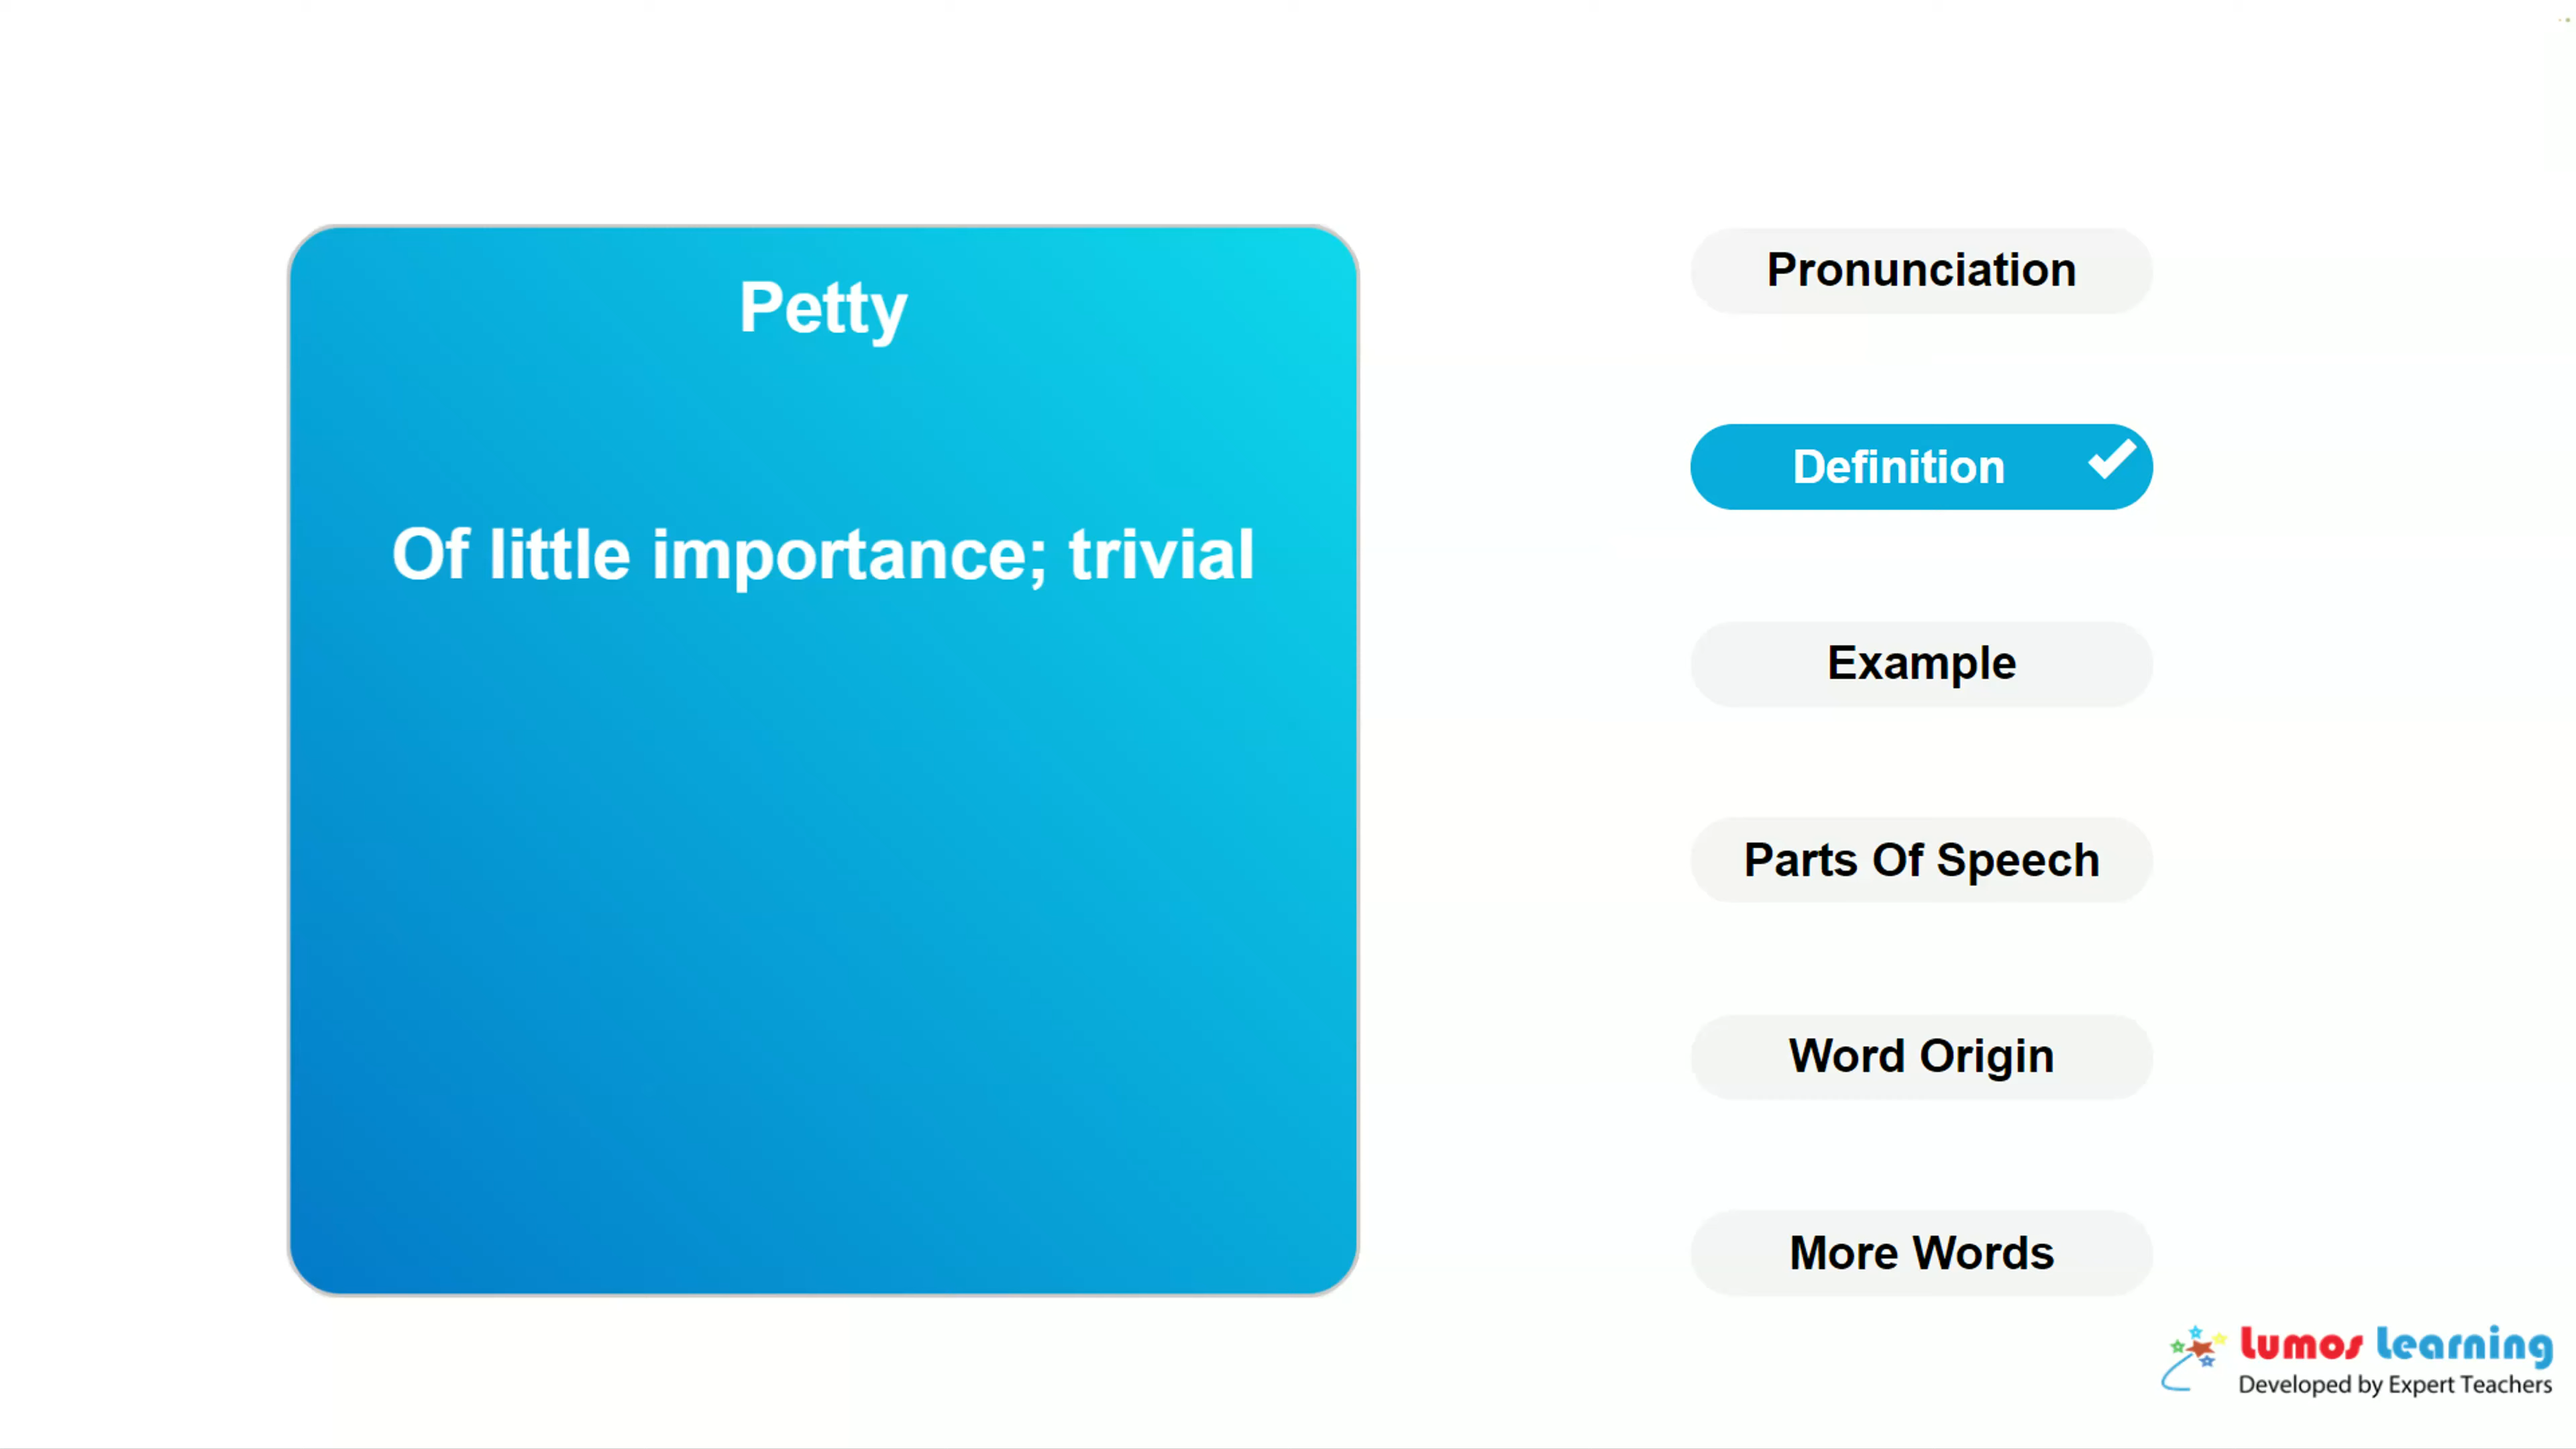 Petty
Of little importance; trivial
Pronunciation
Definition
Example
Parts Of Speech
Word Origin
More Words
Lumos Learning
Developed by Expert Teachers